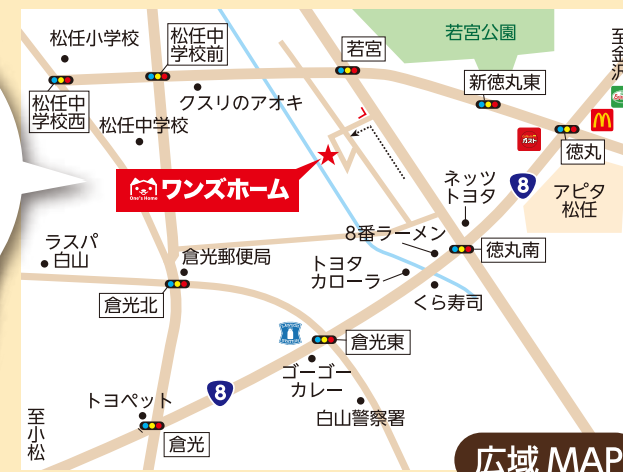 松任小学校
松任中
学校前
若宮
若宮公園
至金沢
新徳丸東
松任中
学校西
クスリのアオキ
松任中学校
ガスト
徳丸
ワンズホーム
One's Home
8
ネッツ
トヨタ
アピタ
松任
ラスパ
白山
倉光郵便局
8番ラーメン
徳丸南
トヨタ
カローラ
くら寿司
倉北
倉光東
ゴーゴー
カレー
トヨペット
8
白山警察署
至小松
倉光
広域 MAP